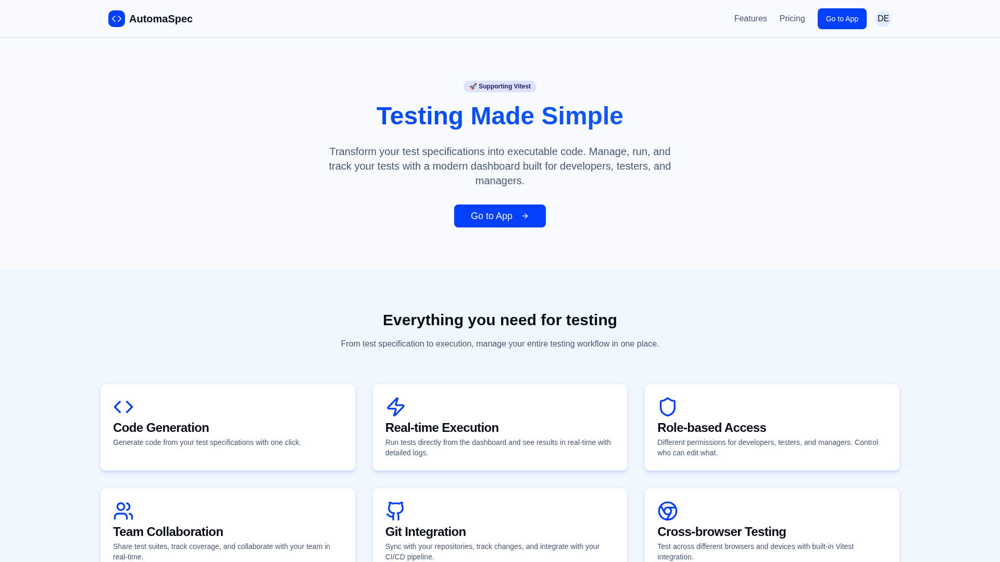 AutomaSpec
Features
Pricing
Go to App
DE
🚀 Supporting Vitest
Testing Made Simple
Transform your test specifications into executable code. Manage, run, and
track your tests with a modern dashboard built for developers, testers, and
managers.
Go to App
Everything you need for testing
From test specification to execution, manage your entire testing workflow in one place.
Code Generation
Generate code from your test specifications with one click.
Real-time Execution
Run tests directly from the dashboard and see results in real-time with
detailed logs.
Role-based Access
Different permissions for developers, testers, and managers. Control
who can edit what.
Team Collaboration
Share test suites, track coverage, and collaborate with your team in
real-time.
Git Integration
Sync with your repositories, track changes, and integrate with your
CI/CD pipeline.
Cross-browser Testing
Test across different browsers and devices with built-in Vitest
integration.